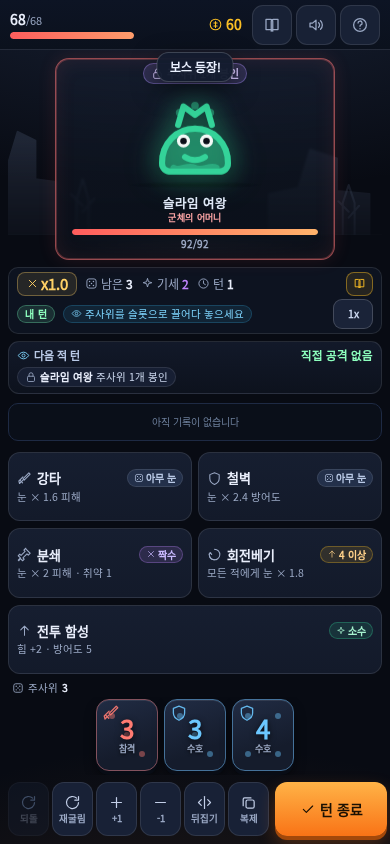 68/68
60
보스 등장!
슬라임 여왕
군체의 어머니
92/92
x1.0
남은 3
기세 2
턴 1
내 턴
주사위를 슬롯으로 끌어다 놓으세요
1x
다음 적 턴
직접 공격 없음
슬라임 여왕 주사위 1개 봉인
아직 기록이 없습니다
강타
아무 눈
눈 × 1.6 피해
철벽
아무 눈
눈 × 2.4 방어도
분쇄
짝수
눈 × 2 피해 · 취약 1
회전베기
4 이상
모든 적에게 눈 × 1.8
전투 함성
소수
힘 +2 · 방어도 5
주사위 3
3
참격
3
수호
4
수호
되돌
재굴림
+1
-1
뒤집기
복제
턴 종료